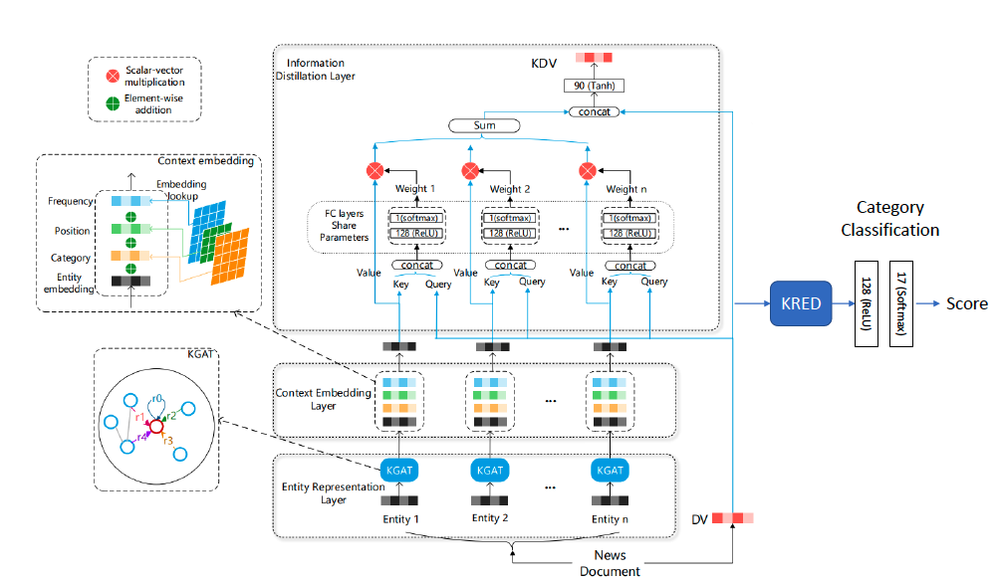 Scalar-vector
multiplication
Element-wise
addition
Information
Distillation Layer
KDV
90 (Tanh)
concat
Sum
Weight 1
Weight 2
Weight n
FC layers
Share
Parameters
1(softmax)
128 (ReLU)
1(softmax)
128 (ReLU)
...
1(softmax)
128 (ReLU)
concat
concat
concat
Value
Key
Query
Value
Key
Query
Value
Key
Query
Context embedding
Embedding
lookup
Frequency
Position
Category
Entity
embedding
KGAT
r0
r1
r2
r3
r4
Context Embedding
Layer
...
Entity Representation
Layer
KGAT
KGAT
KGAT
...
Entity 1
Entity 2
Entity n
News
Document
DV
Category
Classification
KRED
128 (ReLU)
17 (Softmax)
Score